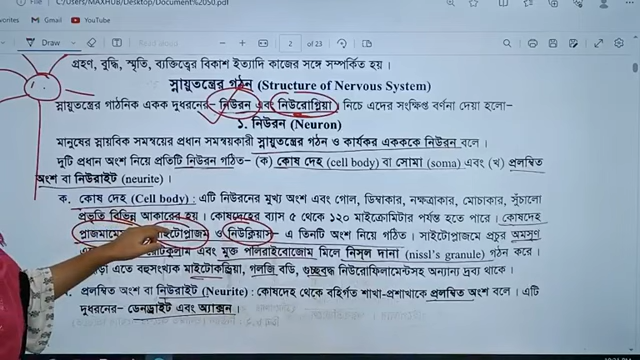 File | C:/Users/MAXHUB/Desktop/Document%2050.pdf
Gmail YouTube Maps
Draw Read aloud 2 of 23
গ্রহণ, বুদ্ধি, স্মৃতি, ব্যক্তিত্বের বিকাশ ইত্যাদি কাজের সঙ্গে সম্পর্কিত হয় ।
স্নায়ুতন্ত্রের গঠন (Structure of Nervous System)
স্নায়ুতন্ত্রের গাঠনিক একক দুধরনের- নিউরন এবং নিউরোগ্লিয়া নিচে এদের সংক্ষিপ্ত বর্ণনা দেয়া হলো-
১. নিউরন (Neuron)
মানুষের স্নায়বিক সমন্বয়ের প্রধান সমন্বয়কারী স্নায়ুতন্ত্রের গঠন ও কার্যকর একককে নিউরন বলে ।
দুটি প্রধান অংশ নিয়ে প্রতিটি নিউরন গঠিত- (ক) কোষ দেহ (cell body) বা সোমা (soma) এবং (খ) প্রলম্বিত
অংশ বা নিউরাইট (neurite) ।
ক. কোষ দেহ (Cell body): এটি নিউরনের মুখ্য অংশ এবং গোল, ডিম্বাকার, নক্ষত্রাকার, মোচাকার, সুঁচালো
প্রভৃতি বিভিন্ন আকারের হয় । কোষদেহের ব্যাস ৫ থেকে ১২০ মাইক্রোমিটার পর্যন্ত হতে পারে । কোষদেহ
সাইটোপ্লাজম ও নিউক্লিয়াস- এ তিনটি অংশ নিয়ে গঠিত । সাইটোপ্লাজমে প্রচুর অমসৃণ
এবং মুক্ত পলিরাইবোজোম মিলে নিসল দানা (nissl's granule) গঠন করে ।
এতে বহুসংখ্যক মাইটোকন্ড্রিয়া, গলজি বডি, গুচ্ছবদ্ধ নিউরোফিলামেন্টসহ অন্যান্য দ্রব্য থাকে ।
প্রলম্বিত অংশ বা নিউরাইট (Neurite): কোষদেহ থেকে বহির্গত শাখা-প্রশাখাকে প্রলম্বিত অংশ বলে । এটি
দুধরনের- ডেনড্রাইট এবং অ্যাক্সন ।